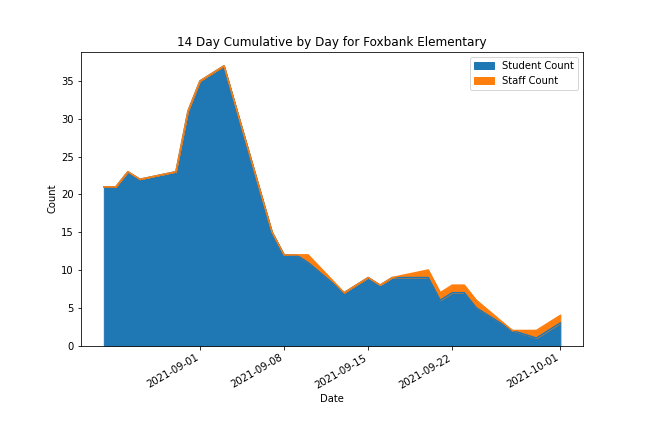 14 Day Cumulative by Day for Foxbank Elementary
Student Count
Staff Count
35
30
25
20
15
10
5
0
Count
2021-09-01
2021-09-08
2021-09-15
2021-09-22
2021-10-01
Date